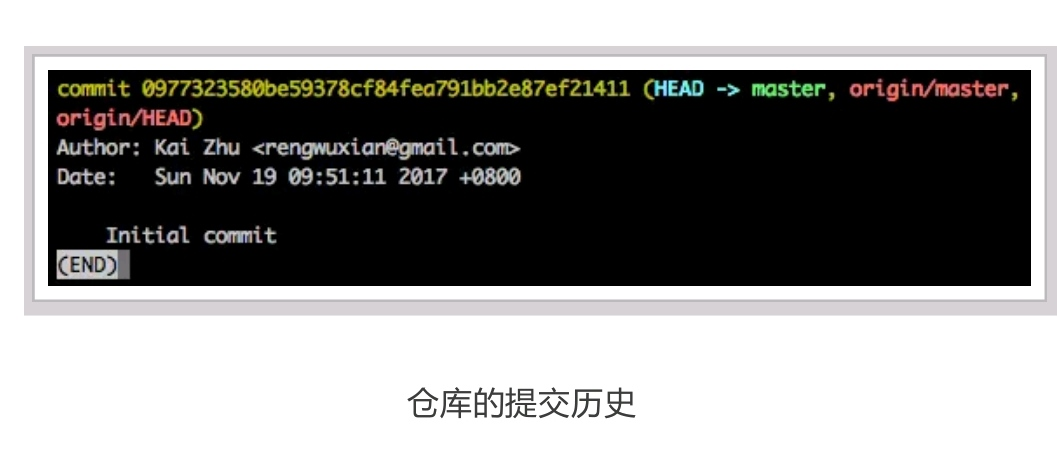 commit 0977323580be59378cf84fea791bb2e87ef21411 (HEAD -> master, origin/master,
origin/HEAD)
Author: Kai Zhu <rengwuxian@gmail.com>
Date:   Sun Nov 19 09:51:11 2017 +0800
    Initial commit
(END)
仓库的提交历史